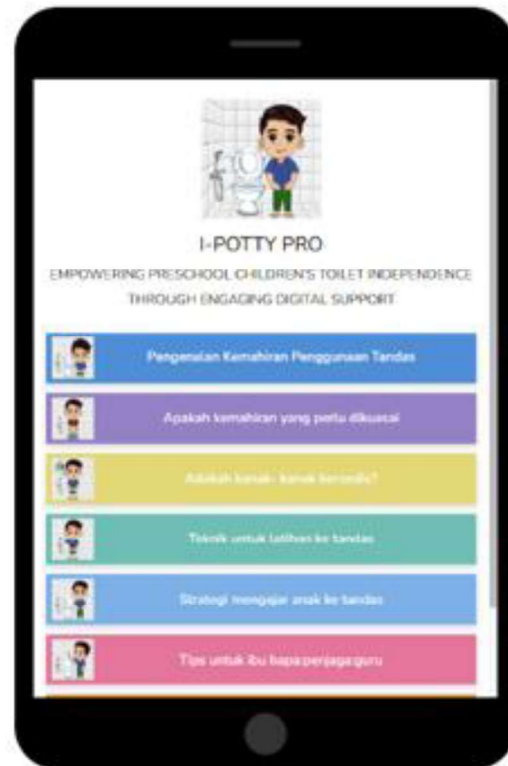 I-POTTY PRO
EMPOWERING PRESCHOOL CHILDREN'S TOILET INDEPENDENCE
THROUGH ENGAGING DIGITAL SUPPORT
Pengenalan Kemahiran Penggunaan Tandas
Apakah kemahiran yang perlu dikuasai
Adakah kanak- kanak bersedia?
Teknik untuk latihan ke tandas
Strategi mengajar anak ke tandas
Tips untuk ibu bapa/penjaga/guru